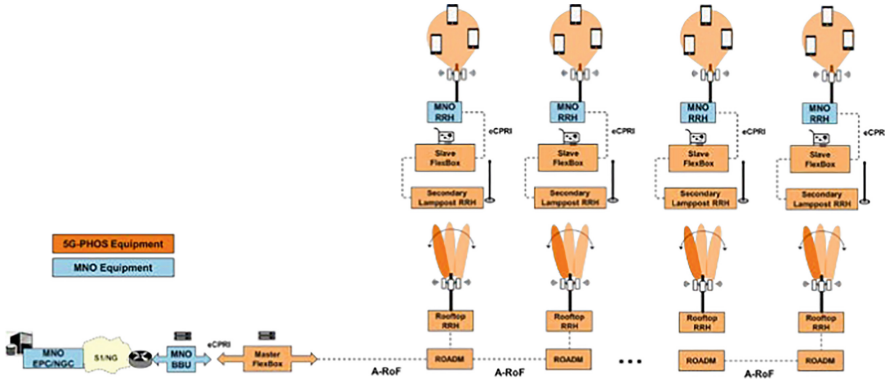 MNO
RRH
eCPRI
Slave
FlexBox
Secondary
Lamppost RRH
MNO
RRH
eCPRI
Slave
FlexBox
Secondary
Lamppost RRH
MNO
RRH
eCPRI
Slave
FlexBox
Secondary
Lamppost RRH
MNO
RRH
eCPRI
Slave
FlexBox
Secondary
Lamppost RRH
5G-PHOS Equipment
MNO Equipment
Rooftop
RRH
Rooftop
RRH
Rooftop
RRH
Rooftop
RRH
MNO
EPC/NGC
S1/NG
MNO
BBU
eCPRI
Master
FlexBox
A-RoF
ROADM
A-RoF
ROADM
...
ROADM
A-RoF
ROADM